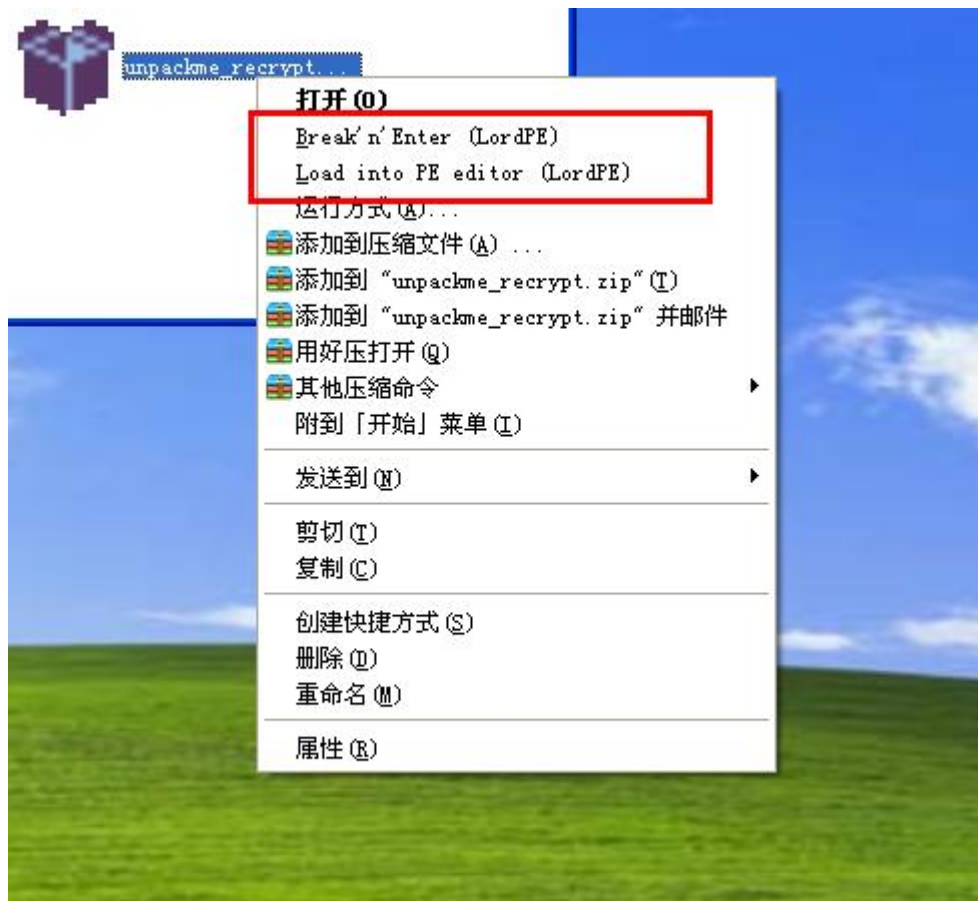 unpackme_recrypt...
打开(O)
Break'n'Enter (LordPE)
Load into PE editor (LordPE)
运行方式(A)...
添加到压缩文件(A) ...
添加到 "unpackme_recrypt.zip"(T)
添加到 "unpackme_recrypt.zip" 并邮件
用好压打开(Q)
其他压缩命令
附到「开始」菜单(I)
发送到(N)
剪切(T)
复制(C)
创建快捷方式(S)
删除(D)
重命名(M)
属性(R)